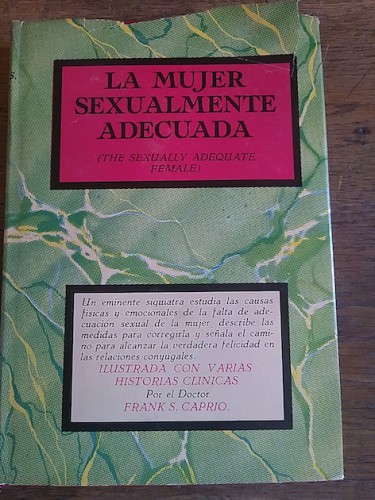 LA MUJER
SEXUALMENTE
ADECUADA
(THE SEXUALLY ADEQUATE
FEMALE)
Un eminente siquiatra estudia las causas
físicas y emocionales de la falta de ade-
cuación sexual de la mujer, describe las
medidas para corregirla y señala el cami-
no para alcanzar la verdadera felicidad en
las relaciones conyugales.
ILUSTRADA CON VARIAS
HISTORIAS CLINICAS
Por el Doctor
FRANK S. CAPRIO.